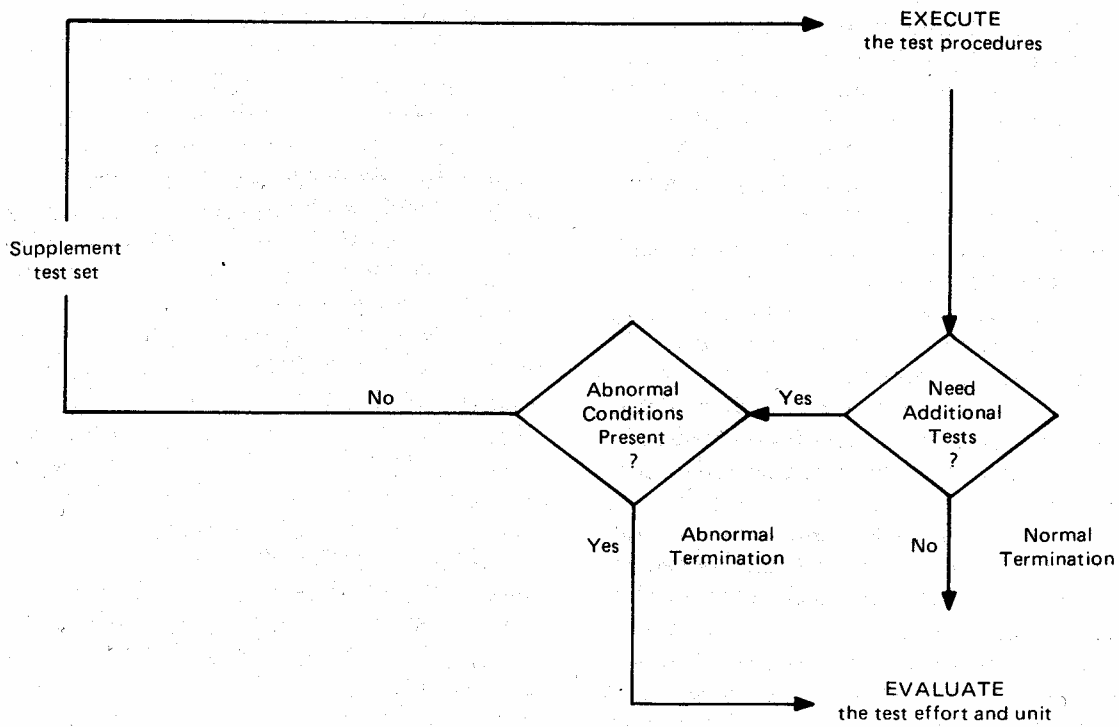 EXECUTE
the test procedures
Supplement
test set
No
Abnormal
Conditions
Present
?
Yes
Need
Additional
Tests
?
Yes
Abnormal
Termination
No
Normal
Termination
EVALUATE
the test effort and unit